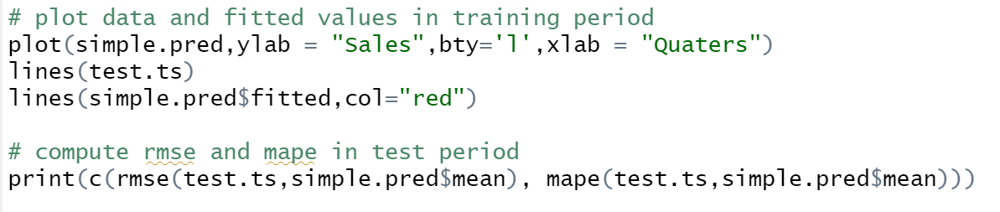 # plot data and fitted values in training period
plot(simple.pred,ylab = "Sales",bty='l',xlab = "Quaters")
lines(test.ts)
lines(simple.pred$fitted,col="red")
# compute rmse and mape in test period
print(c(rmse(test.ts,simple.pred$mean), mape(test.ts,simple.pred$mean)))